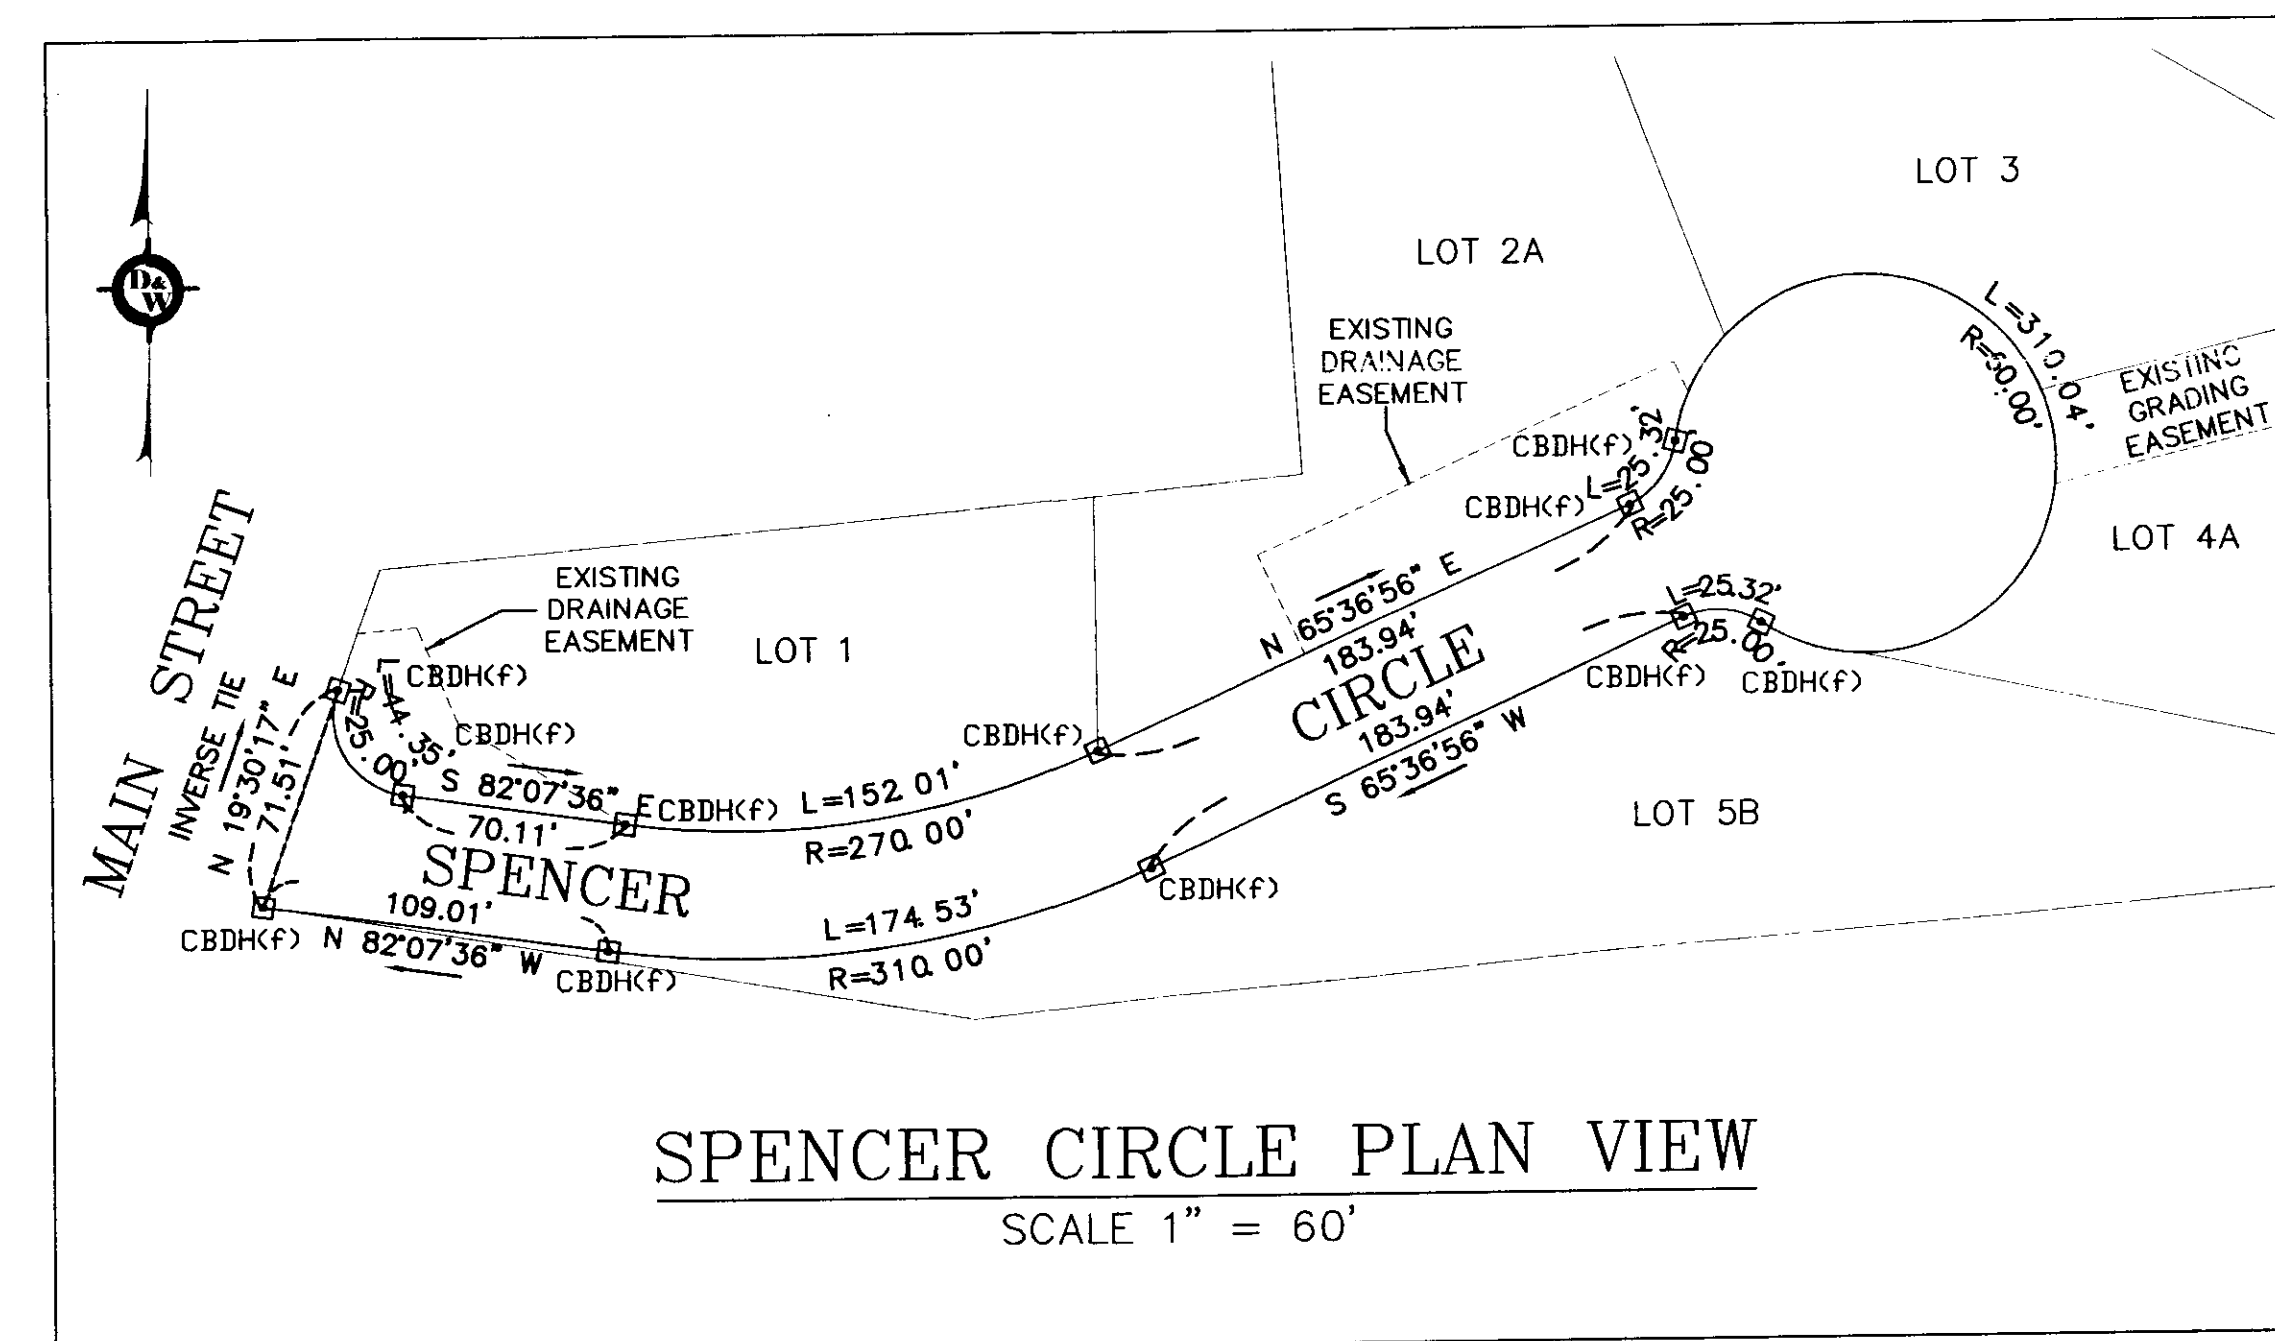 LOT 3
LOT 2A
D&
W
EXISTING
DRAINAGE
EASEMENT
L=310.04'
R=60.00'
EXISTING
GRADING
EASEMENT
CBDH(f)
L=25.32'
R=25.00'
CBDH(f)
LOT 4A
MAIN STREET
INVERSE TIE
N 19°30'17" E
71.51'
EXISTING
DRAINAGE
EASEMENT
LOT 1
CBDH(f)
L=44.35'
R=25.00'
CBDH(f)
S 82°07'36" E
70.11'
CBDH(f)
L=152.01'
R=270.00'
CBDH(f)
N 65°36'56" E
183.94'
SPENCER CIRCLE
183.94'
S 65°36'56" W
L=25.32'
R=25.00'
CBDH(f)
CBDH(f)
LOT 5B
109.01'
CBDH(f)
N 82°07'36" W
CBDH(f)
L=174.53'
R=310.00'
CBDH(f)
SPENCER CIRCLE PLAN VIEW
SCALE 1" = 60'